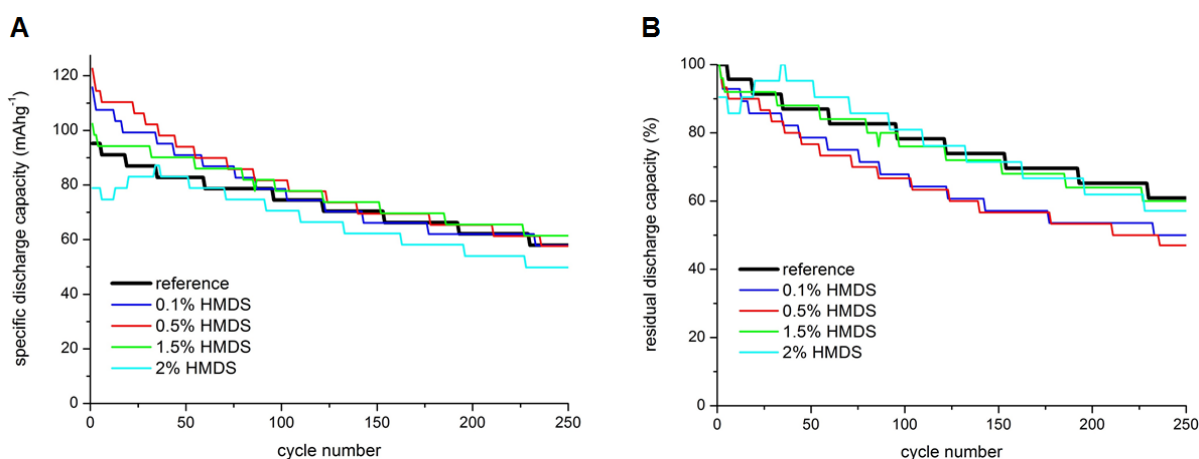 A
specific discharge capacity (mAhg⁻¹)
120
100
80
60
40
20
0
0 50 100 150 200 250
cycle number
reference
0.1% HMDS
0.5% HMDS
1.5% HMDS
2% HMDS
B
residual discharge capacity (%)
100
80
60
40
20
0
0 50 100 150 200 250
cycle number
reference
0.1% HMDS
0.5% HMDS
1.5% HMDS
2% HMDS